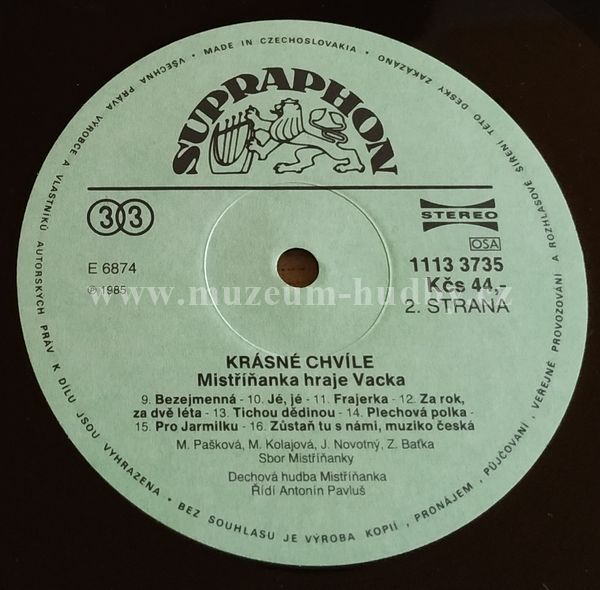 VŠECHNA PRÁVA VÝROBCE A VLASTNÍKŮ AUTORSKÝCH PRÁV K DÍLU JSOU VYHRAZENA • BEZ SOUHLASU JE VÝROBA KOPIÍ, PRONÁJEM, PŮJČOVÁNÍ, VEŘEJNÉ PROVOZOVÁNÍ A ROZHLASOVÉ ŠÍŘENÍ TÉTO DESKY ZAKÁZÁNO • MADE IN CZECHOSLOVAKIA •
SUPRAPHON
33
STEREO
OSA
E 6874
1113 3735
℗ 1985
Kčs 44,-
www.muzeum-hudby.cz
2. STRANA
KRÁSNÉ CHVÍLE
Mistříňanka hraje Vacka
9. Bezejmenná - 10. Jé, jé - 11. Frajerka - 12. Za rok,
za dvě léta - 13. Tichou dědinou - 14. Plechová polka -
15. Pro Jarmilku - 16. Zůstaň tu s námi, muziko česká
M. Pašková, M. Kolajová, J. Novotný, Z. Baťka
Sbor Mistříňanky
Dechová hudba Mistříňanka
Řídí Antonín Pavluš